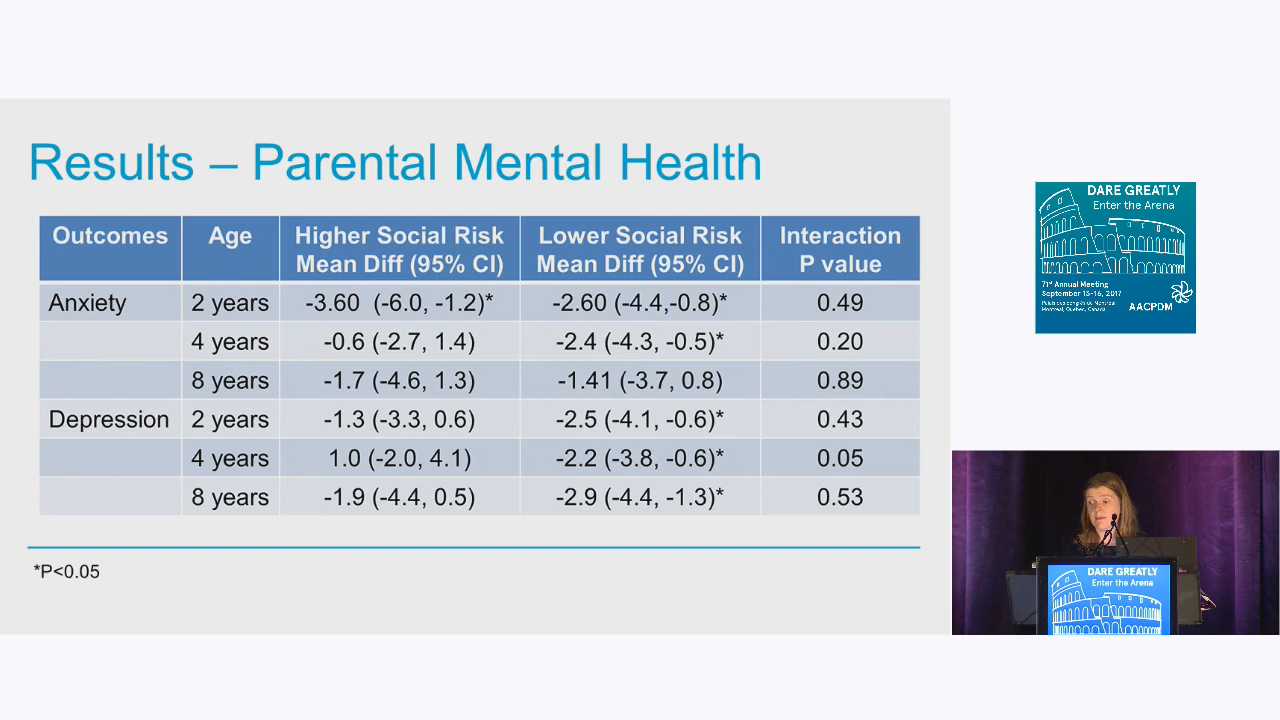 Results – Parental Mental Health
Outcomes Age Higher Social Risk Mean Diff (95% CI) Lower Social Risk Mean Diff (95% CI) Interaction P value
Anxiety 2 years -3.60 (-6.0, -1.2)* -2.60 (-4.4,-0.8)* 0.49
4 years -0.6 (-2.7, 1.4) -2.4 (-4.3, -0.5)* 0.20
8 years -1.7 (-4.6, 1.3) -1.41 (-3.7, 0.8) 0.89
Depression 2 years -1.3 (-3.3, 0.6) -2.5 (-4.1, -0.6)* 0.43
4 years 1.0 (-2.0, 4.1) -2.2 (-3.8, -0.6)* 0.05
8 years -1.9 (-4.4, 0.5) -2.9 (-4.4, -1.3)* 0.53
*P<0.05
DARE GREATLY
Enter the Arena
71st Annual Meeting
September 13-16, 2017
Palais des congrès de Montréal
Montreal, Quebec, Canada
AACPDM
DARE GREATLY
Enter the Arena